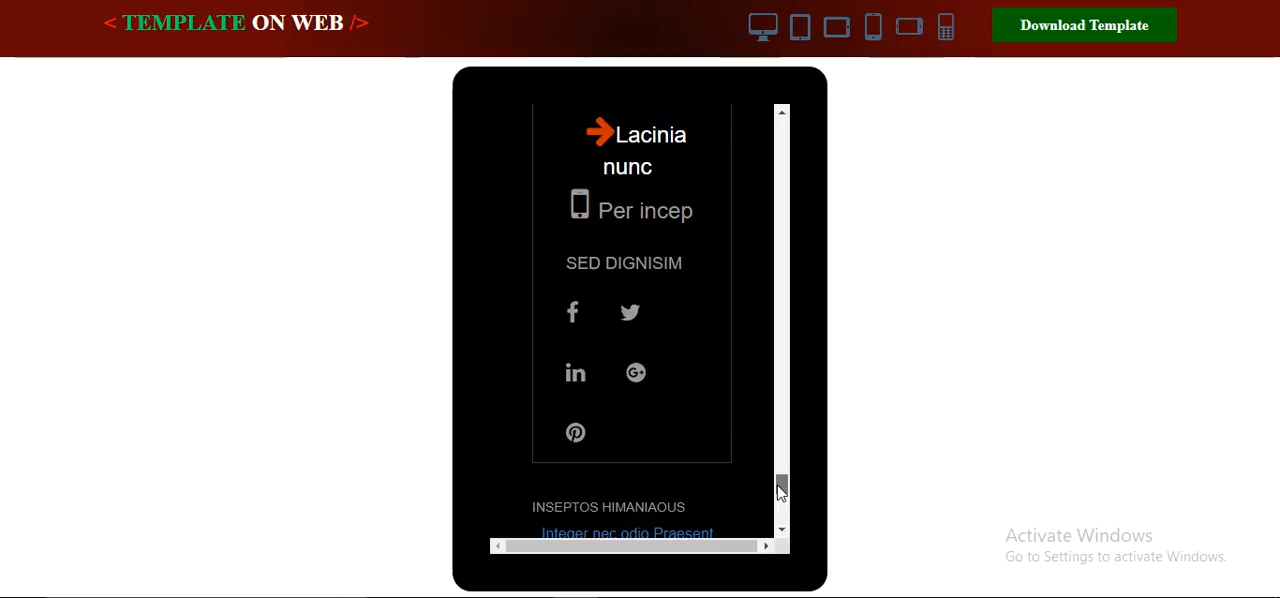 < TEMPLATE ON WEB />
Download Template
Lacinia
nunc
Per incep
SED DIGNISIM
INSEPTOS HIMANIAOUS
Integer nec odio Praesent
Activate Windows
Go to Settings to activate Windows.